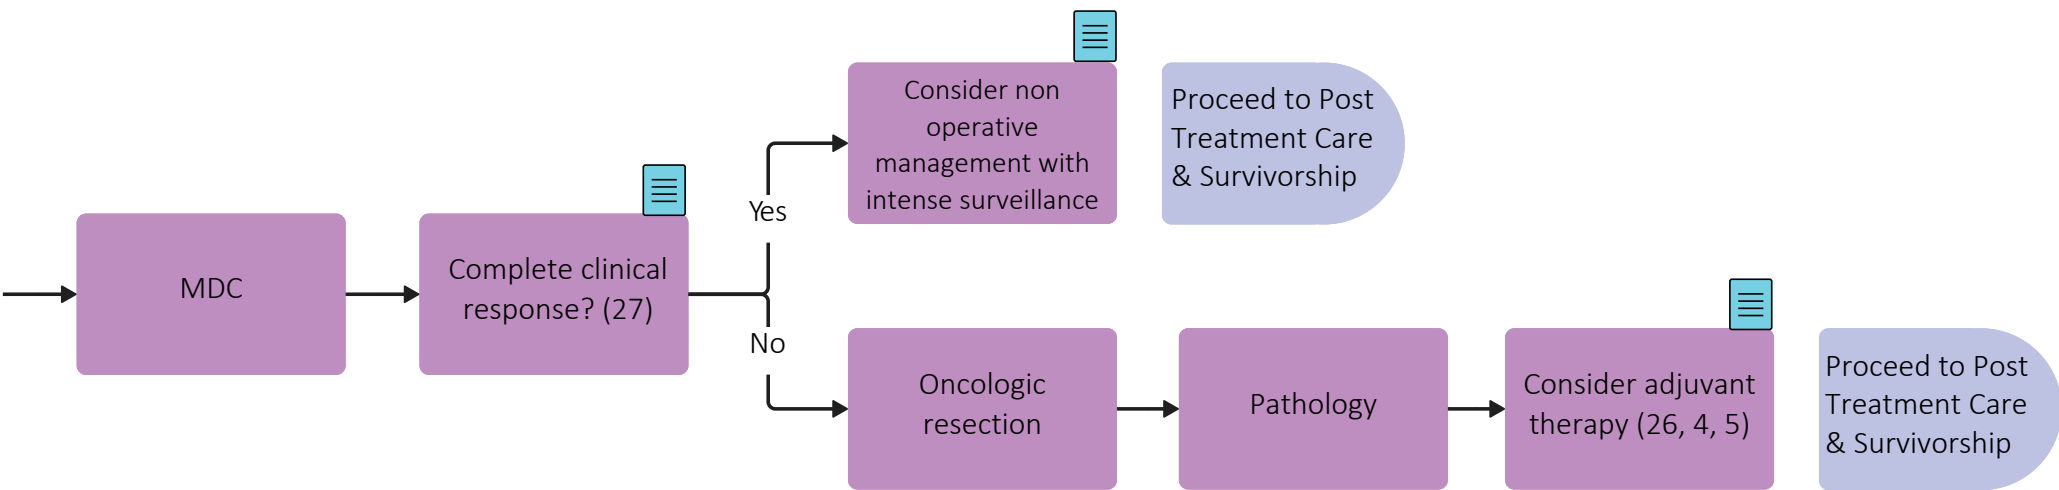 MDC
Complete clinical
response? (27)
Yes
No
Consider non
operative
management with
intense surveillance
Proceed to Post
Treatment Care
& Survivorship
Oncologic
resection
Pathology
Consider adjuvant
therapy (26, 4, 5)
Proceed to Post
Treatment Care
& Survivorship